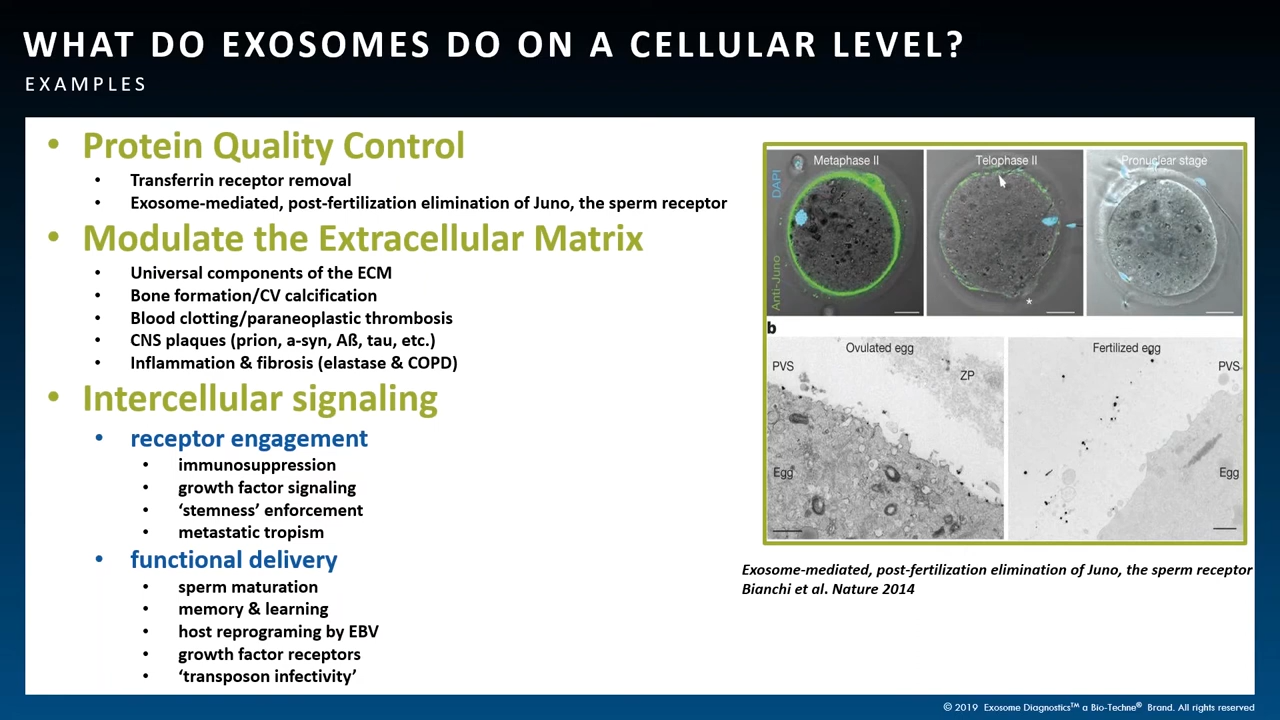 WHAT DO EXOSOMES DO ON A CELLULAR LEVEL?
EXAMPLES
• Protein Quality Control
• Transferrin receptor removal
• Exosome-mediated, post-fertilization elimination of Juno, the sperm receptor
• Modulate the Extracellular Matrix
• Universal components of the ECM
• Bone formation/CV calcification
• Blood clotting/paraneoplastic thrombosis
• CNS plaques (prion, a-syn, Aß, tau, etc.)
• Inflammation & fibrosis (elastase & COPD)
• Intercellular signaling
• receptor engagement
• immunosuppression
• growth factor signaling
• ‘stemness’ enforcement
• metastatic tropism
• functional delivery
• sperm maturation
• memory & learning
• host reprograming by EBV
• growth factor receptors
• ‘transposon infectivity’
Metaphase II
Telophase II
Pronuclear stage
DAPI
Anti-Juno
*
b
Ovulated egg
Fertilized egg
PVS
ZP
PVS
Egg
Egg
Exosome-mediated, post-fertilization elimination of Juno, the sperm receptor
Bianchi et al. Nature 2014
© 2019 Exosome Diagnostics™ a Bio-Techne® Brand. All rights reserved